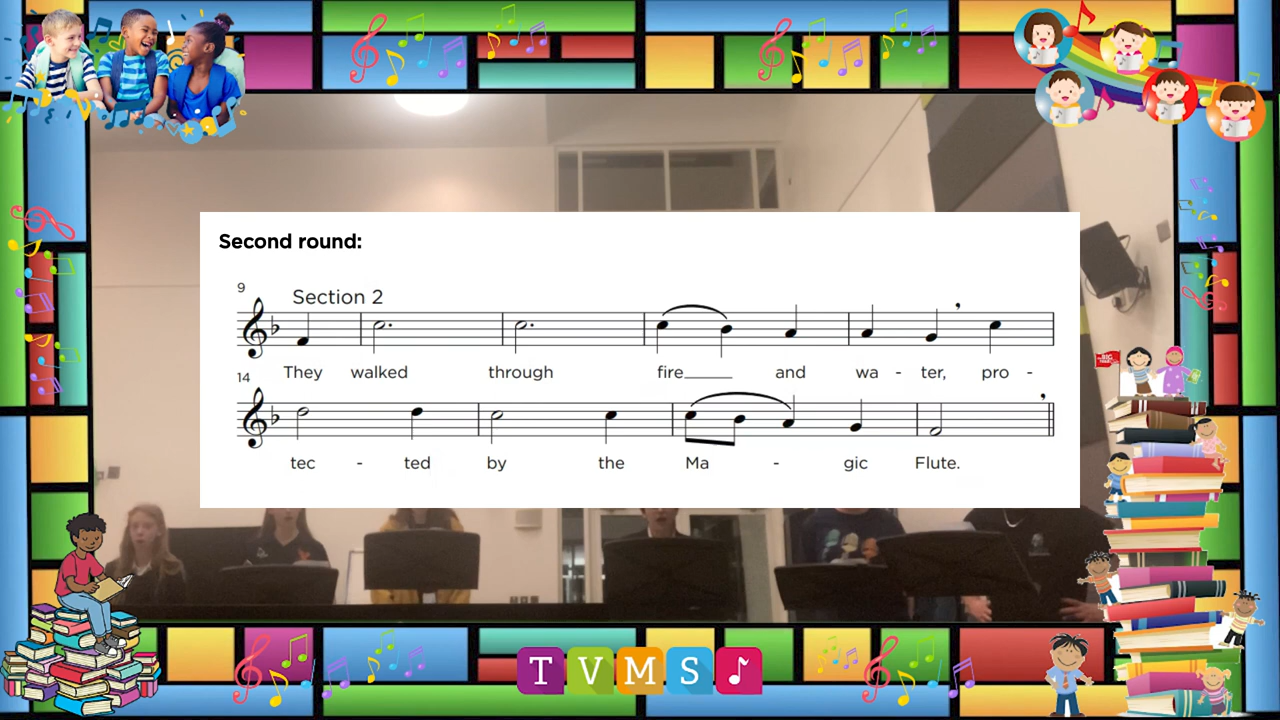 Second round:
9
Section 2
They walked through fire_____ and wa - ter, pro -
14
tec - ted by the Ma - gic Flute.
TVMS